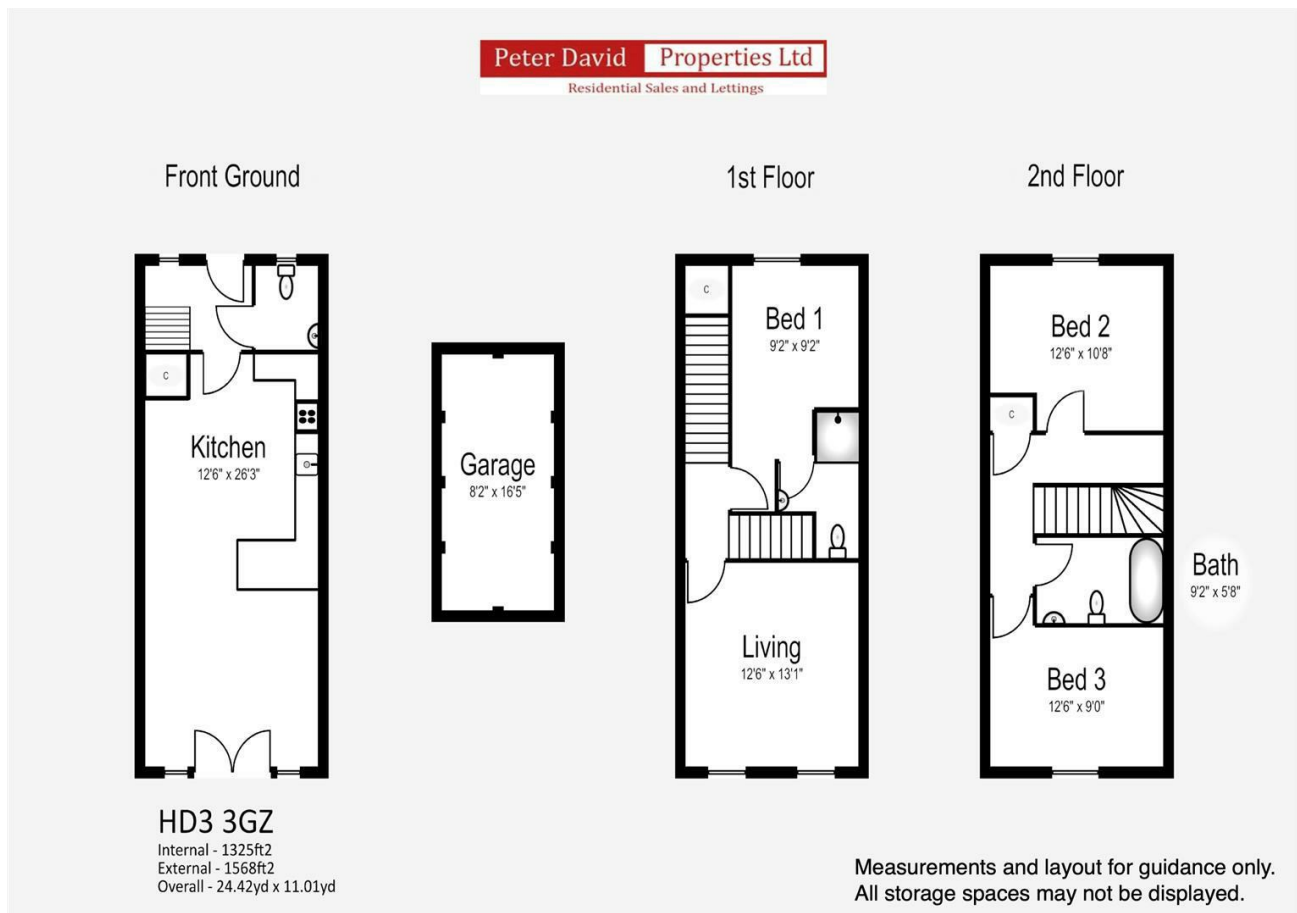 Peter David Properties Ltd
Residential Sales and Lettings
Front Ground
1st Floor
2nd Floor
C
Kitchen
12'6" x 26'3"
Garage
8'2" x 16'5"
C
Bed 1
9'2" x 9'2"
Living
12'6" x 13'1"
Bed 2
12'6" x 10'8"
C
Bath
9'2" x 5'8"
Bed 3
12'6" x 9'0"
HD3 3GZ
Internal - 1325ft2
External - 1568ft2
Overall - 24.42yd x 11.01yd
Measurements and layout for guidance only.
All storage spaces may not be displayed.